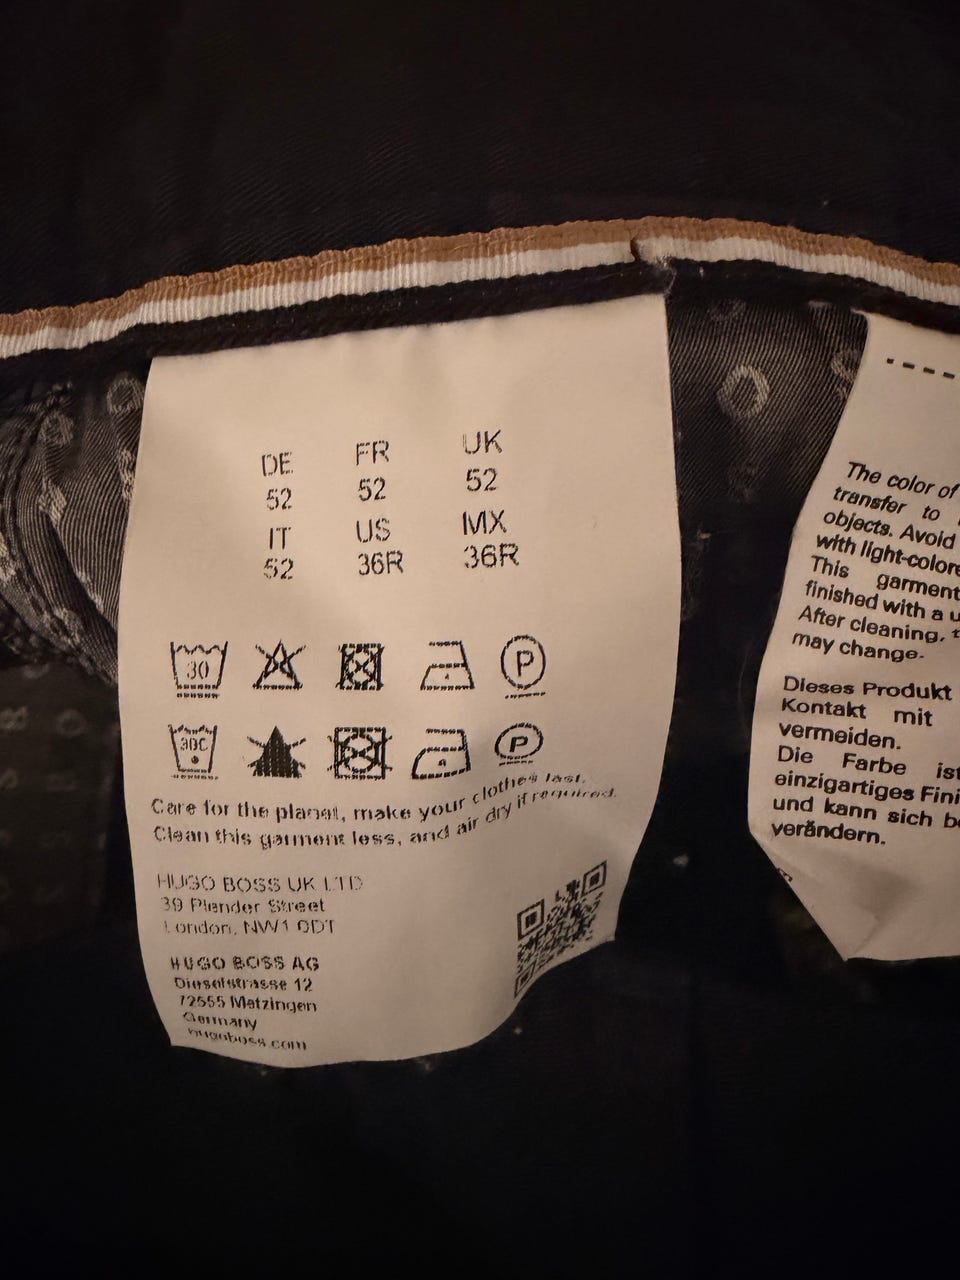 DE FR UK
52 52 52
IT US MX
52 36R 36R
30 P
30C P
Care for the planet, make your clothes last.
Clean this garment less, and air dry if required.
HUGO BOSS UK LTD
39 Plender Street
London, NW1 0DT
HUGO BOSS AG
Dieselstrasse 12
72555 Metzingen
Germany
hugoboss.com
The color of
transfer to
objects. Avoid
with light-colore
This garment
finished with a u
After cleaning,
may change.
Dieses Produkt
Kontakt mit
vermeiden.
Die Farbe ist
einzigartiges Fini
und kann sich be
verändern.